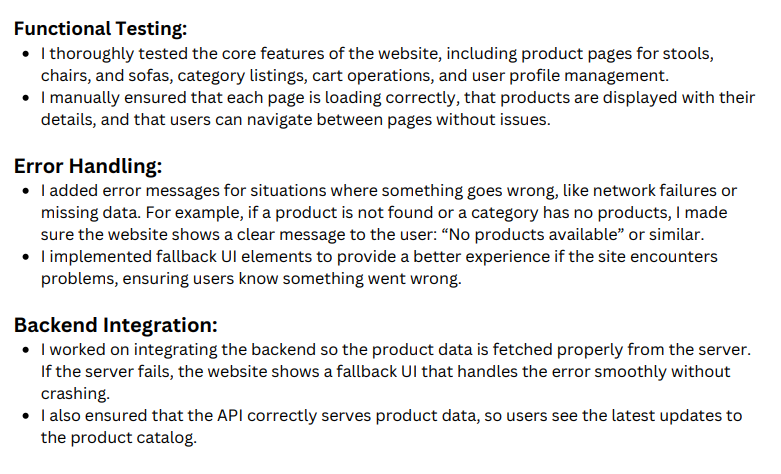 Functional Testing:
• I thoroughly tested the core features of the website, including product pages for stools,
chairs, and sofas, category listings, cart operations, and user profile management.
• I manually ensured that each page is loading correctly, that products are displayed with their
details, and that users can navigate between pages without issues.
Error Handling:
• I added error messages for situations where something goes wrong, like network failures or
missing data. For example, if a product is not found or a category has no products, I made
sure the website shows a clear message to the user: “No products available” or similar.
• I implemented fallback UI elements to provide a better experience if the site encounters
problems, ensuring users know something went wrong.
Backend Integration:
• I worked on integrating the backend so the product data is fetched properly from the server.
If the server fails, the website shows a fallback UI that handles the error smoothly without
crashing.
• I also ensured that the API correctly serves product data, so users see the latest updates to
the product catalog.